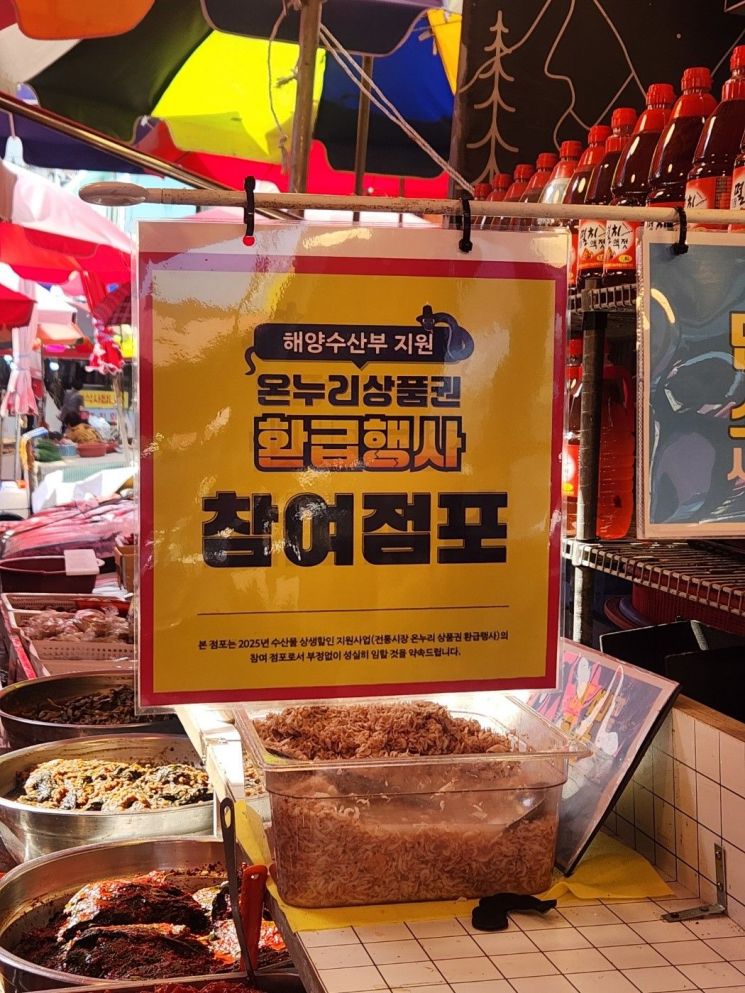 해양수산부 지원
온누리상품권
환급행사
참여점포
본 점포는 2025년 수산물 상생할인 지원사업(전통시장 온누리 상품권 환급행사)의
참여 점포로서 부정없이 성실히 임할 것을 약속드립니다.
액젓